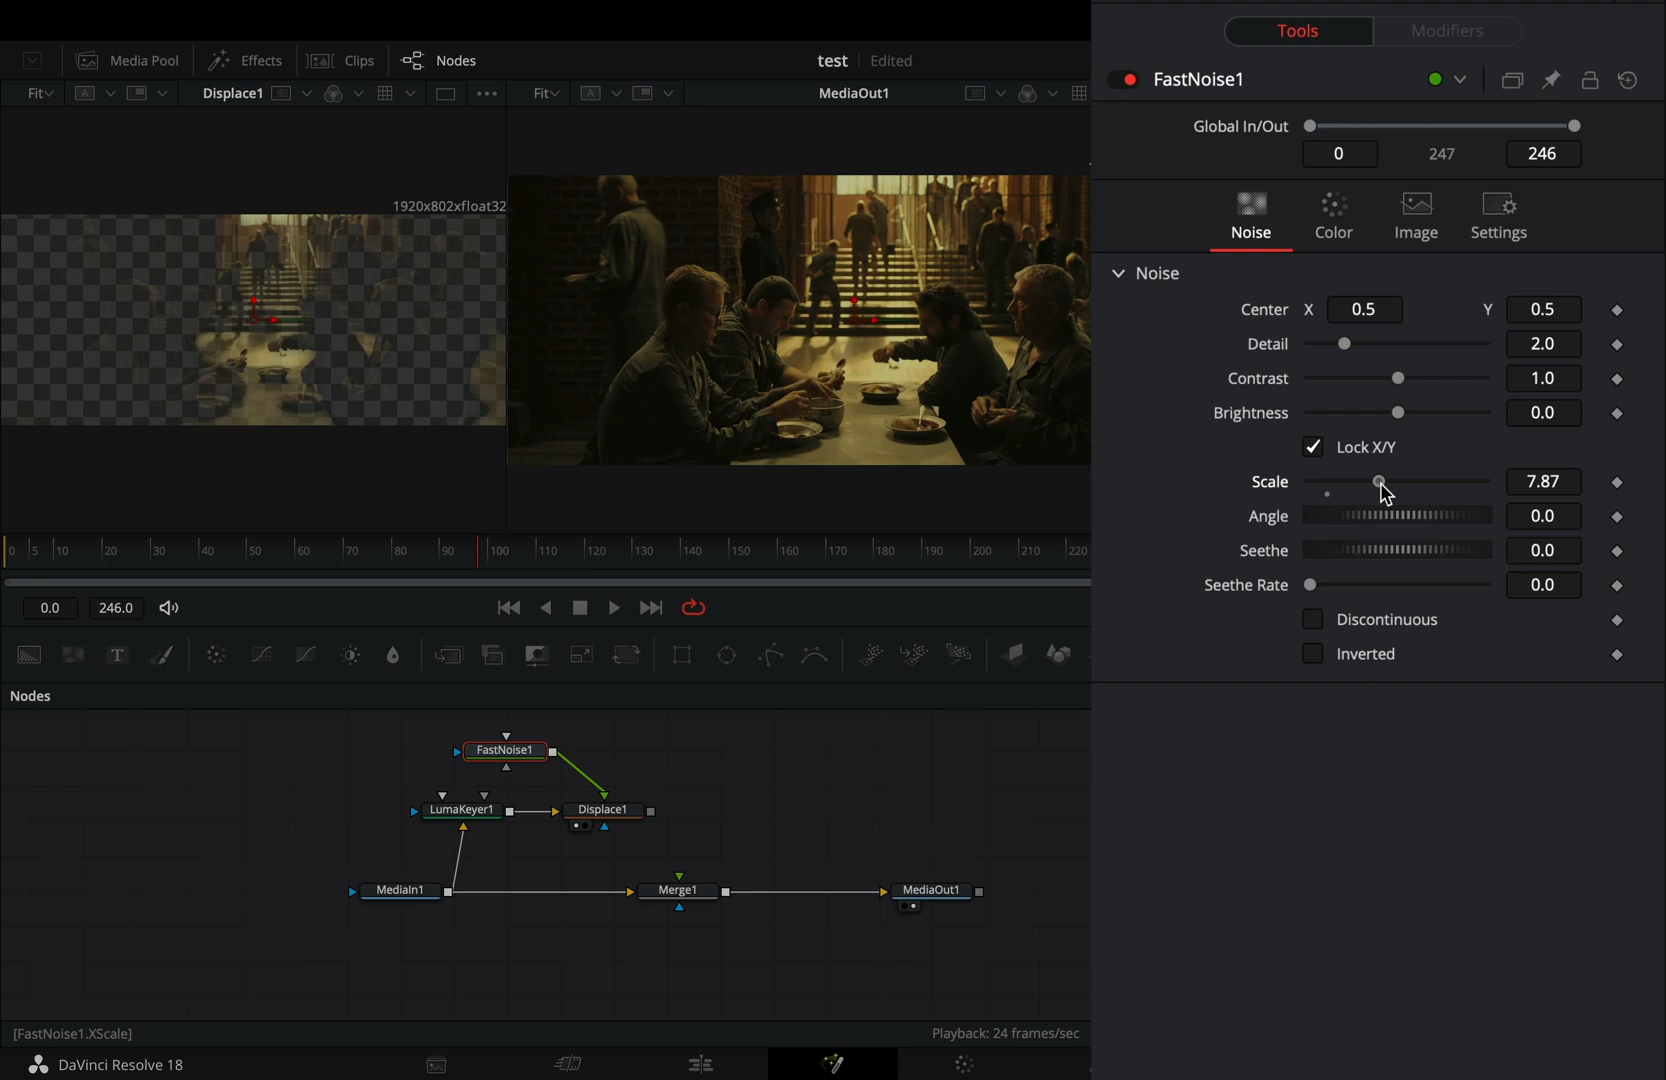 Tools
Modifiers
Media Pool
Effects
Clips
Nodes
test
Edited
FastNoise1
Fit
Displace1
Fit
MediaOut1
Global In/Out
0
247
246
1920x802xfloat32
Noise
Color
Image
Settings
Noise
Center X 0.5 Y 0.5
Detail 2.0
Contrast 1.0
Brightness 0.0
Lock X/Y
Scale 7.87
Angle 0.0
Seethe 0.0
Seethe Rate 0.0
Discontinuous
Inverted
0 5 10 20 30 40 50 60 70 80 90 100 110 120 130 140 150 160 170 180 190 200 210 220
0.0
246.0
Nodes
FastNoise1
LumaKeyer1
Displace1
MediaIn1
Merge1
MediaOut1
[FastNoise1.XScale]
Playback: 24 frames/sec
DaVinci Resolve 18